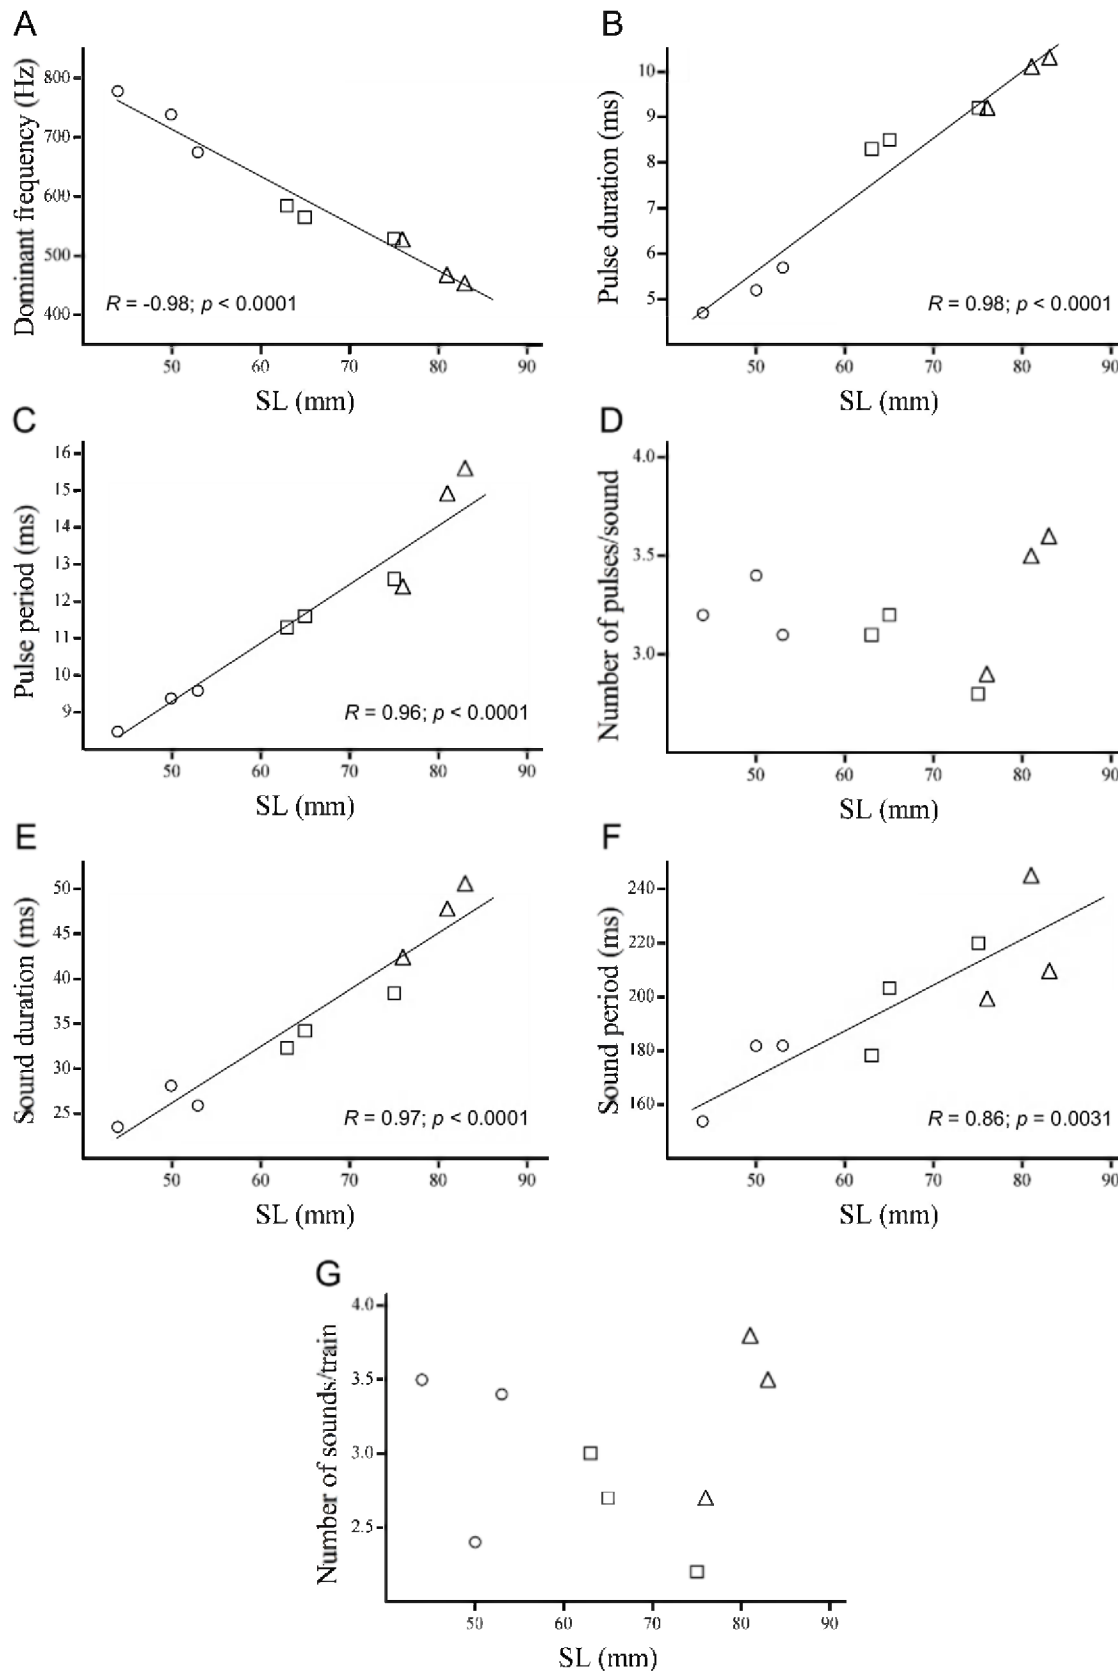 A
Dominant frequency (Hz)
800
700
600
500
400
R = -0.98; p < 0.0001
50 60 70 80 90
SL (mm)
B
Pulse duration (ms)
10
9
8
7
6
5
R = 0.98; p < 0.0001
50 60 70 80 90
SL (mm)
C
Pulse period (ms)
16
15
14
13
12
11
10
9
R = 0.96; p < 0.0001
50 60 70 80 90
SL (mm)
D
Number of pulses/sound
4.0
3.5
3.0
50 60 70 80 90
SL (mm)
E
Sound duration (ms)
50
45
40
35
30
25
R = 0.97; p < 0.0001
50 60 70 80 90
SL (mm)
F
Sound period (ms)
240
220
200
180
160
R = 0.86; p = 0.0031
50 60 70 80 90
SL (mm)
G
Number of sounds/train
4.0
3.5
3.0
2.5
50 60 70 80 90
SL (mm)